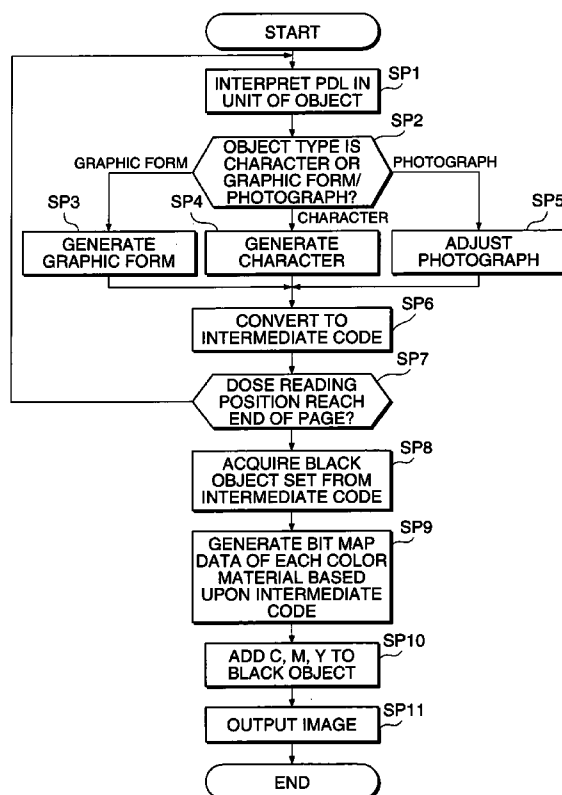 START
SP1
INTERPRET PDL IN
UNIT OF OBJECT
SP2
OBJECT TYPE IS
CHARACTER OR
GRAPHIC FORM/
PHOTOGRAPH?
GRAPHIC FORM
PHOTOGRAPH
CHARACTER
SP3
GENERATE
GRAPHIC FORM
SP4
GENERATE
CHARACTER
SP5
ADJUST
PHOTOGRAPH
SP6
CONVERT TO
INTERMEDIATE CODE
SP7
DOSE READING
POSITION REACH
END OF PAGE?
SP8
ACQUIRE BLACK
OBJECT SET FROM
INTERMEDIATE CODE
SP9
GENERATE BIT MAP
DATA OF EACH COLOR
MATERIAL BASED
UPON INTERMEDIATE
CODE
SP10
ADD C, M, Y TO
BLACK OBJECT
SP11
OUTPUT IMAGE
END